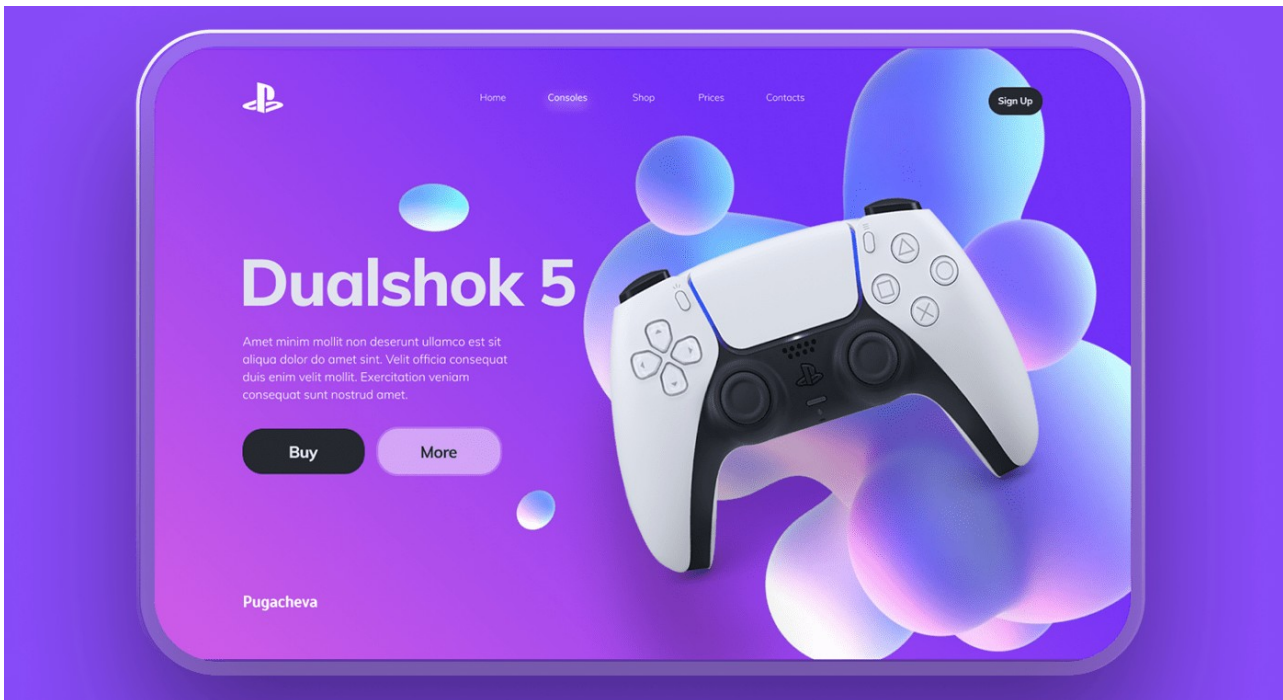 Home Consoles Shop Prices Contacts Sign Up
Dualshok 5
Amet minim mollit non deserunt ullamco est sit
aliqua dolor do amet sint. Velit officia consequat
duis enim velit mollit. Exercitation veniam
consequat sunt nostrud amet.
Buy More
Pugacheva